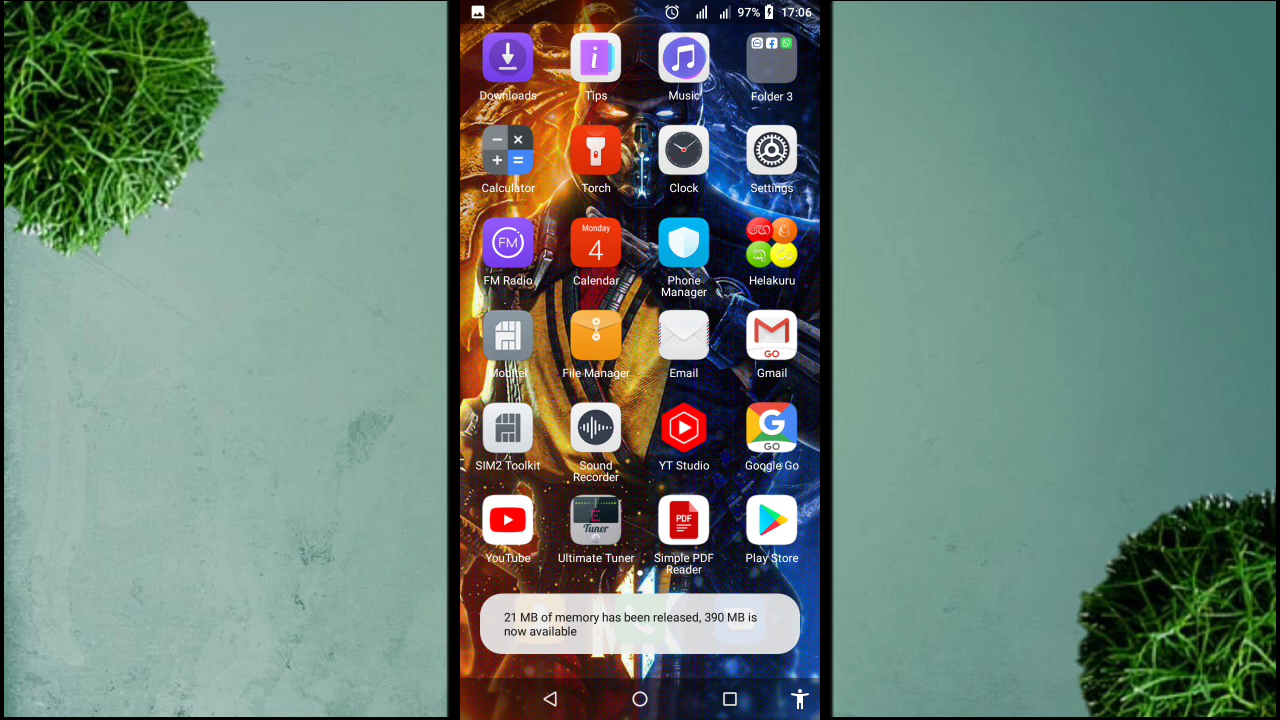 97% 17:06
Downloads Tips Music Folder 3
Calculator Torch Clock Settings
FM
Monday
4
FM Radio Calendar Phone Manager Helakuru
GO
Mobitel File Manager Email Gmail
GO
SIM2 Toolkit Sound Recorder YT Studio Google Go
E
Tuner
PDF
YouTube Ultimate Tuner Simple PDF Reader Play Store
21 MB of memory has been released, 390 MB is
now available